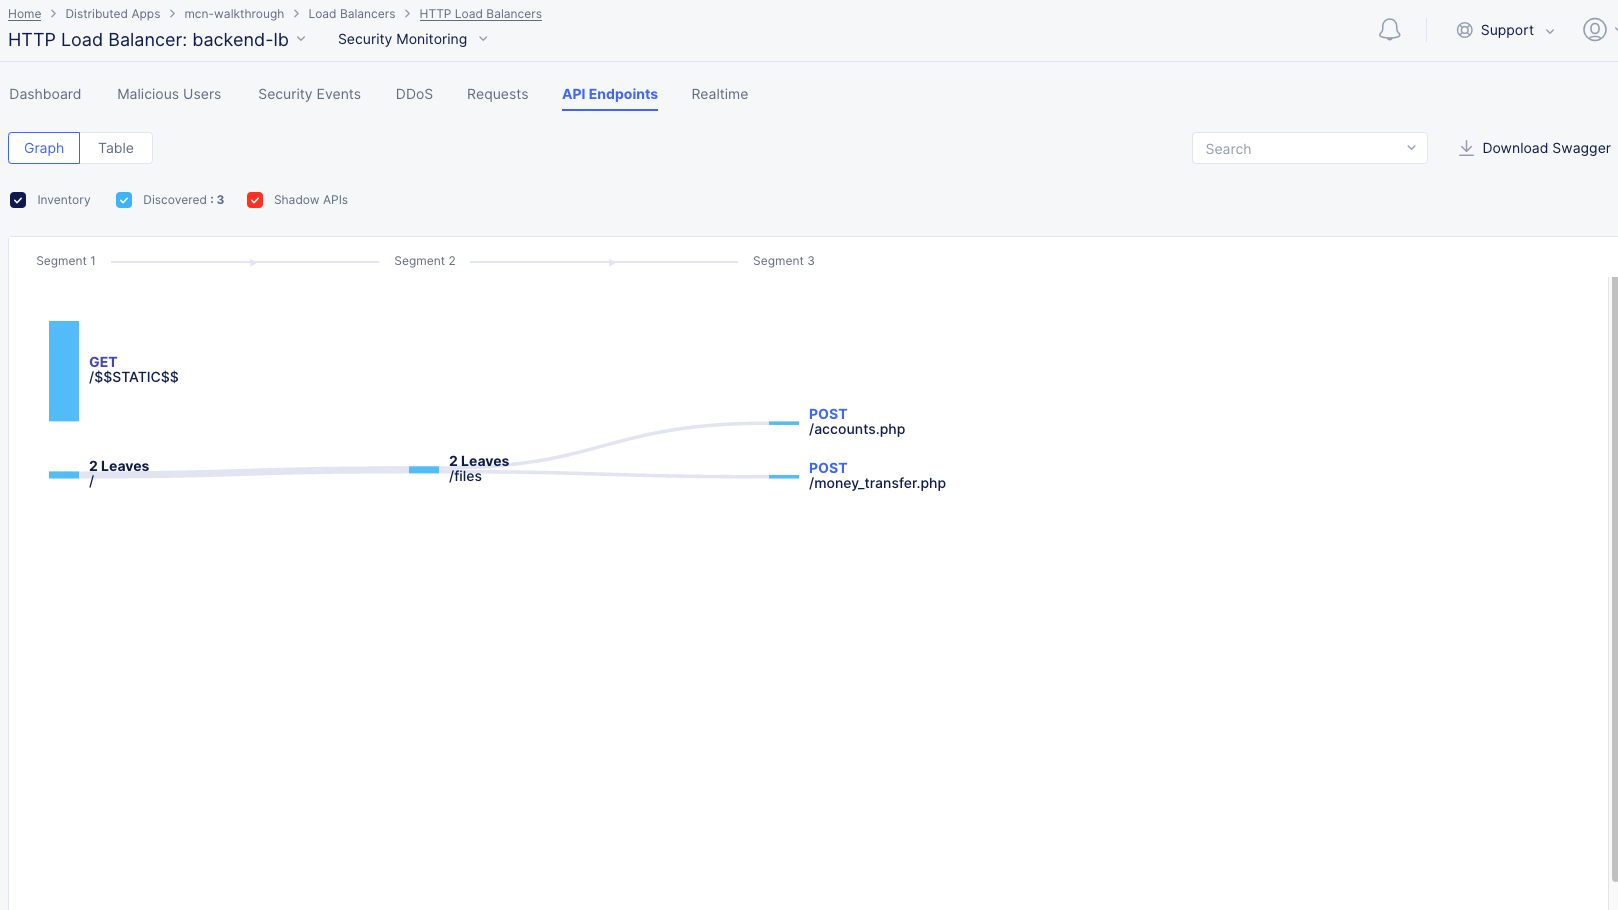 Home > Distributed Apps > mcn-walkthrough > Load Balancers > HTTP Load Balancers
HTTP Load Balancer: backend-lb Security Monitoring
Support
Dashboard Malicious Users Security Events DDoS Requests API Endpoints Realtime
Graph Table Search Download Swagger
Inventory Discovered : 3 Shadow APIs
Segment 1 Segment 2 Segment 3
GET
/$$STATIC$$
POST
/accounts.php
2 Leaves
/
2 Leaves
/files
POST
/money_transfer.php